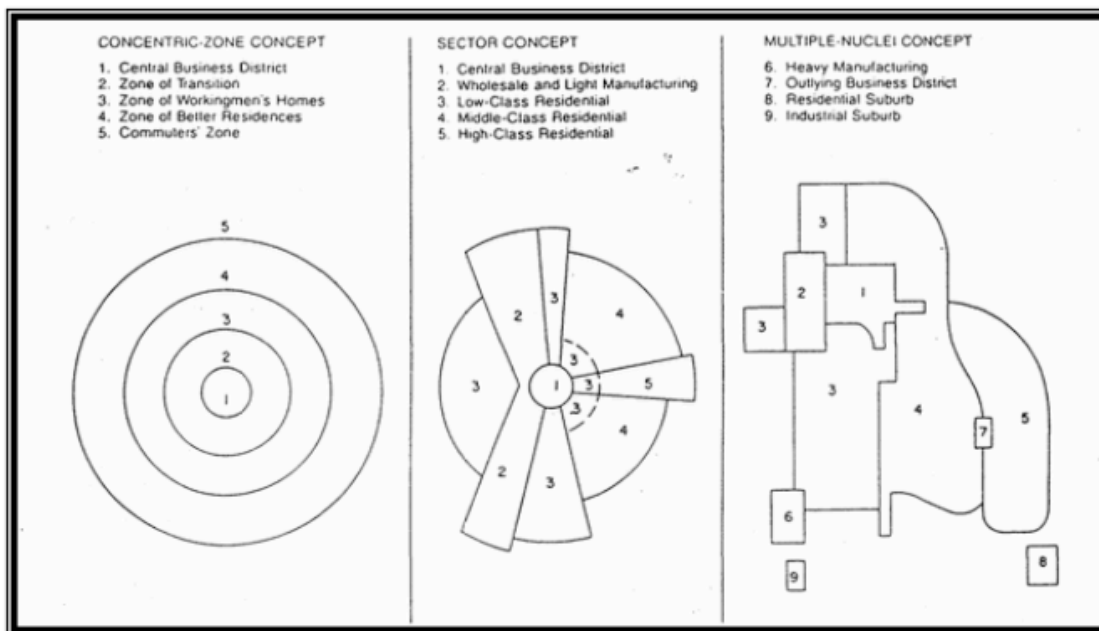 CONCENTRIC-ZONE CONCEPT
1. Central Business District
2. Zone of Transition
3. Zone of Workingmen's Homes
4. Zone of Better Residences
5. Commuters' Zone
5
4
3
2
1
SECTOR CONCEPT
1. Central Business District
2. Wholesale and Light Manufacturing
3. Low-Class Residential
4. Middle-Class Residential
5. High-Class Residential
3
2
4
3
3
1
3
5
3
4
2
3
MULTIPLE-NUCLEI CONCEPT
6. Heavy Manufacturing
7. Outlying Business District
8. Residential Suburb
9. Industrial Suburb
3
2
1
3
3
4
5
7
6
8
9